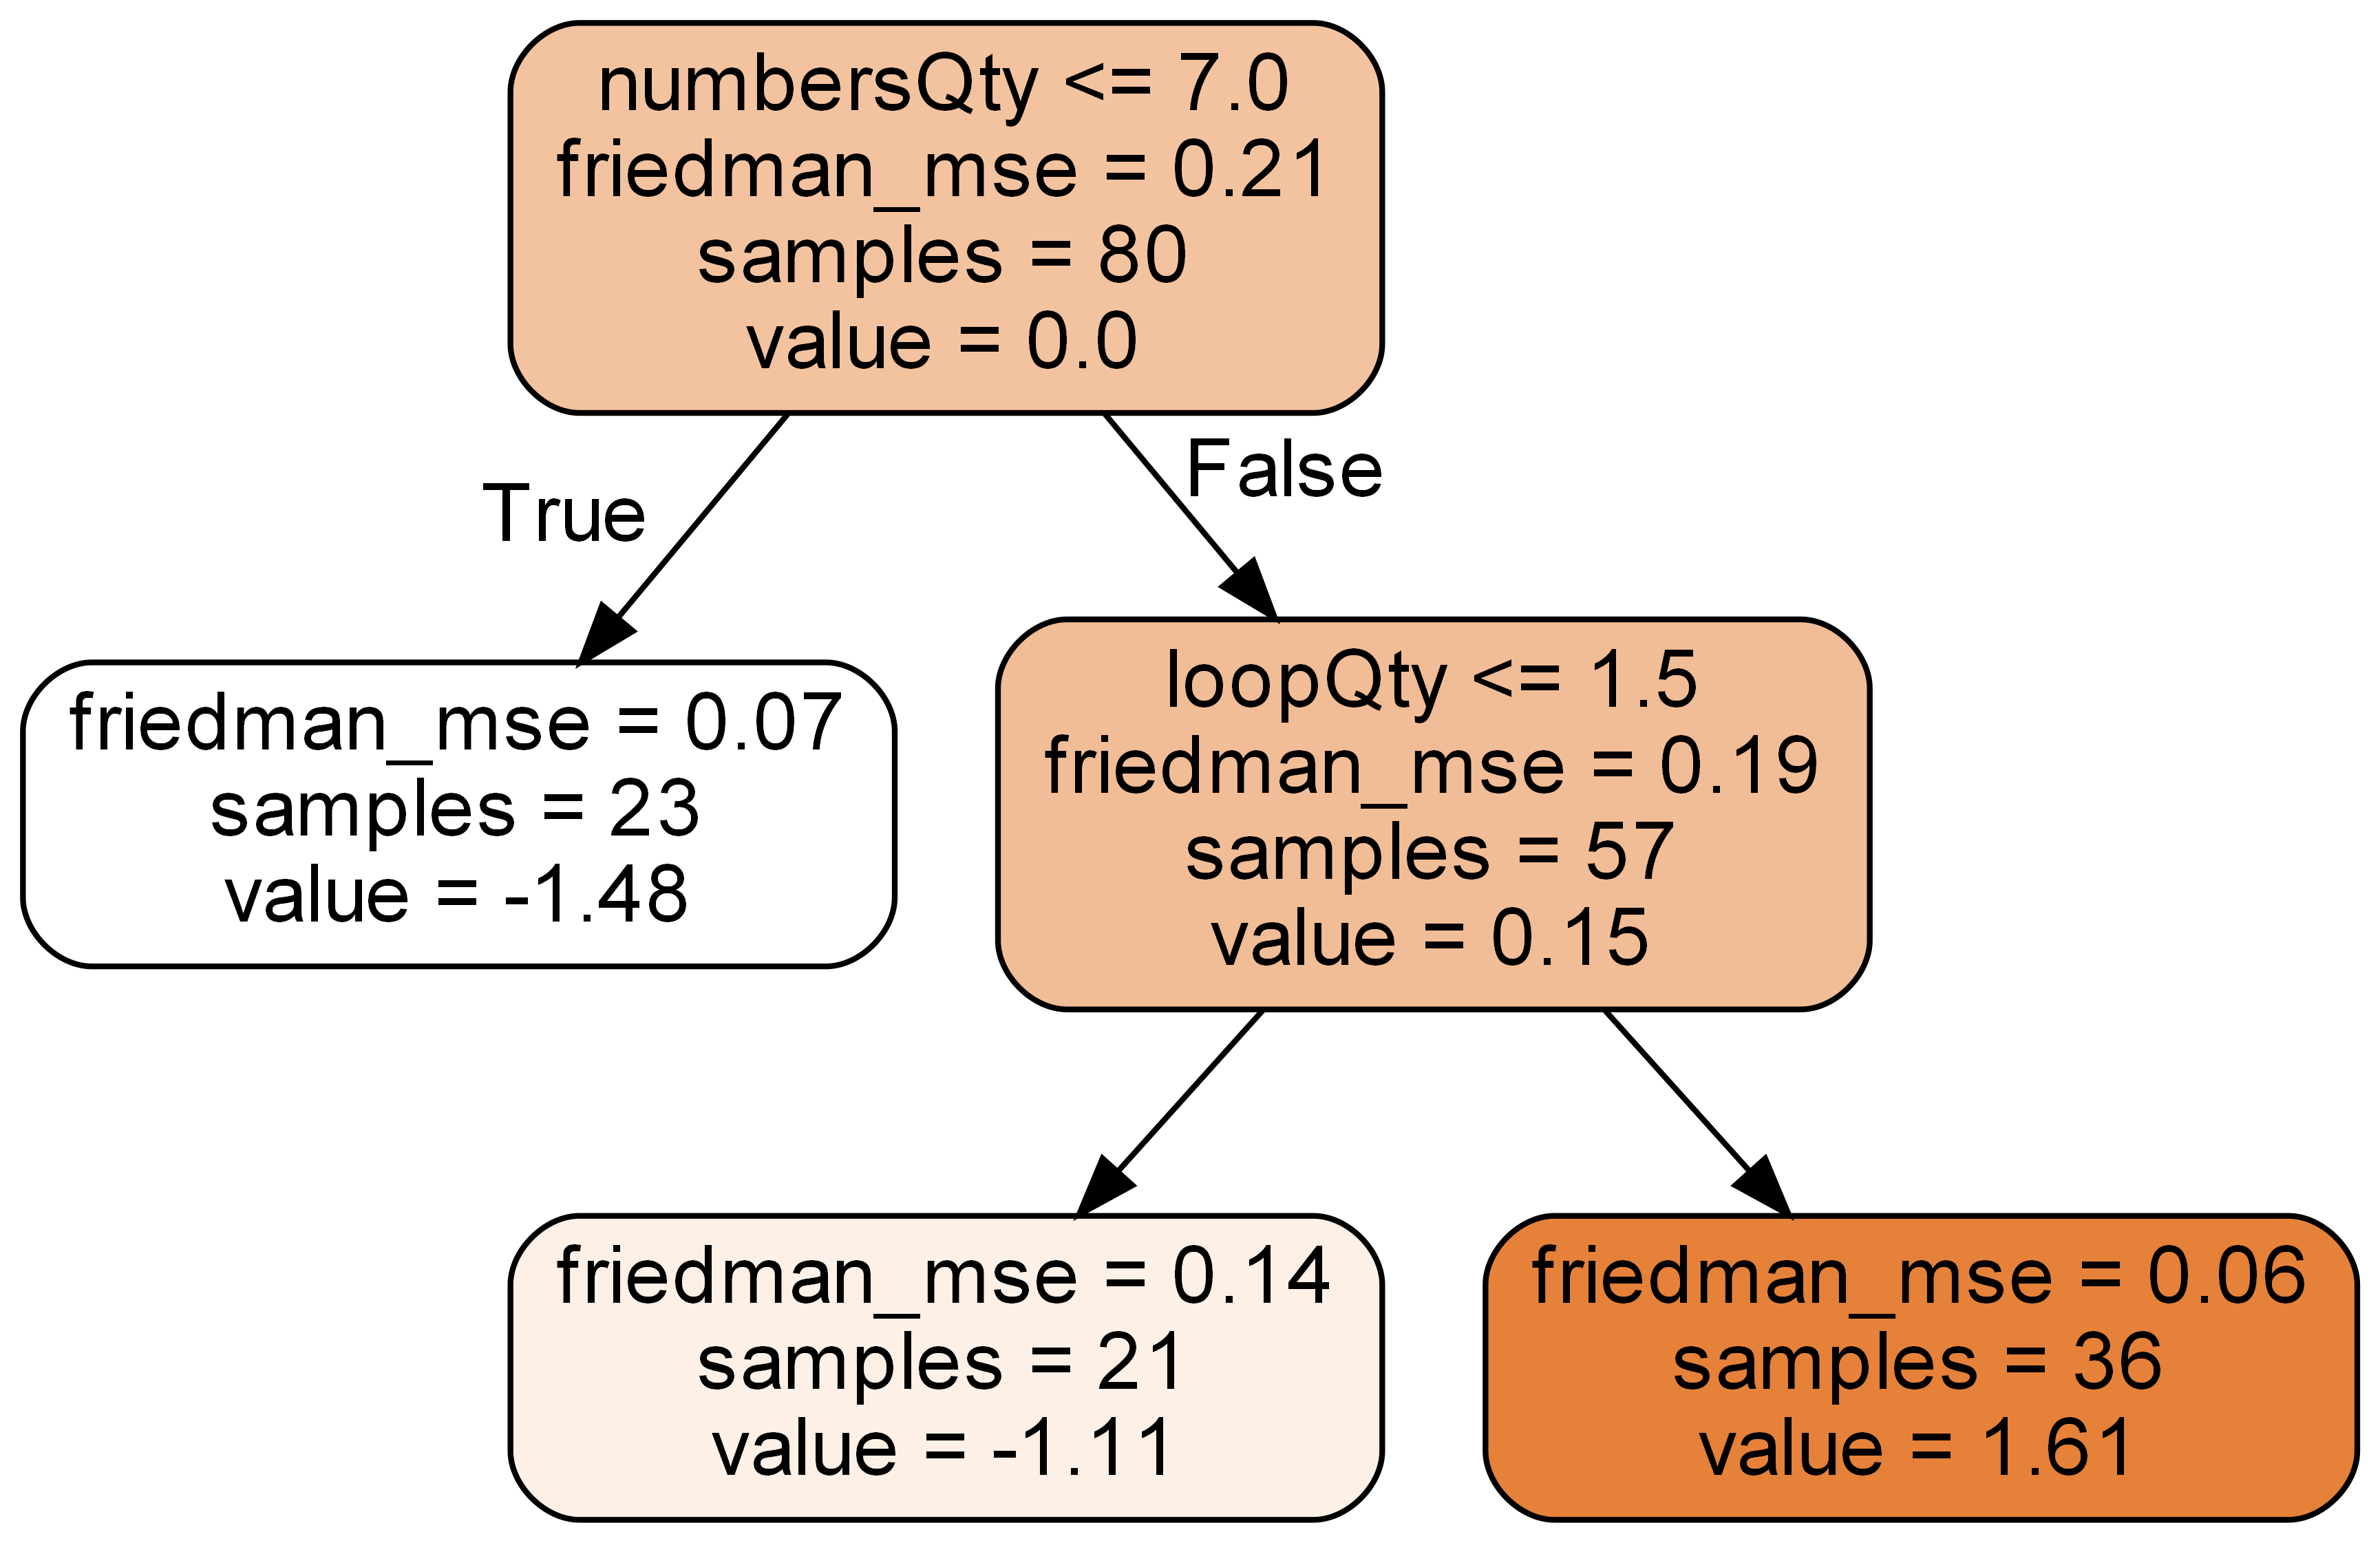 numbersQty <= 7.0
friedman_mse = 0.21
samples = 80
value = 0.0
True
False
friedman_mse = 0.07
samples = 23
value = -1.48
loopQty <= 1.5
friedman_mse = 0.19
samples = 57
value = 0.15
friedman_mse = 0.14
samples = 21
value = -1.11
friedman_mse = 0.06
samples = 36
value = 1.61